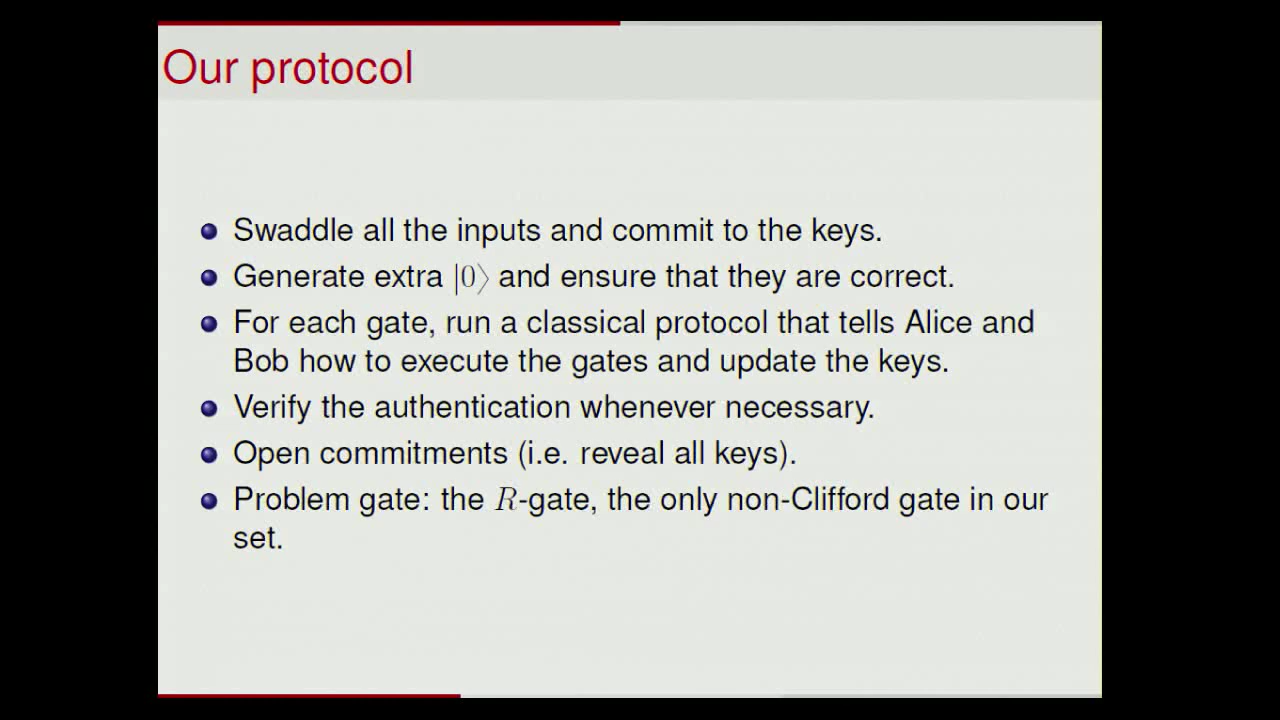 Our protocol
Swaddle all the inputs and commit to the keys.
Generate extra |0⟩ and ensure that they are correct.
For each gate, run a classical protocol that tells Alice and
Bob how to execute the gates and update the keys.
Verify the authentication whenever necessary.
Open commitments (i.e. reveal all keys).
Problem gate: the R-gate, the only non-Clifford gate in our
set.